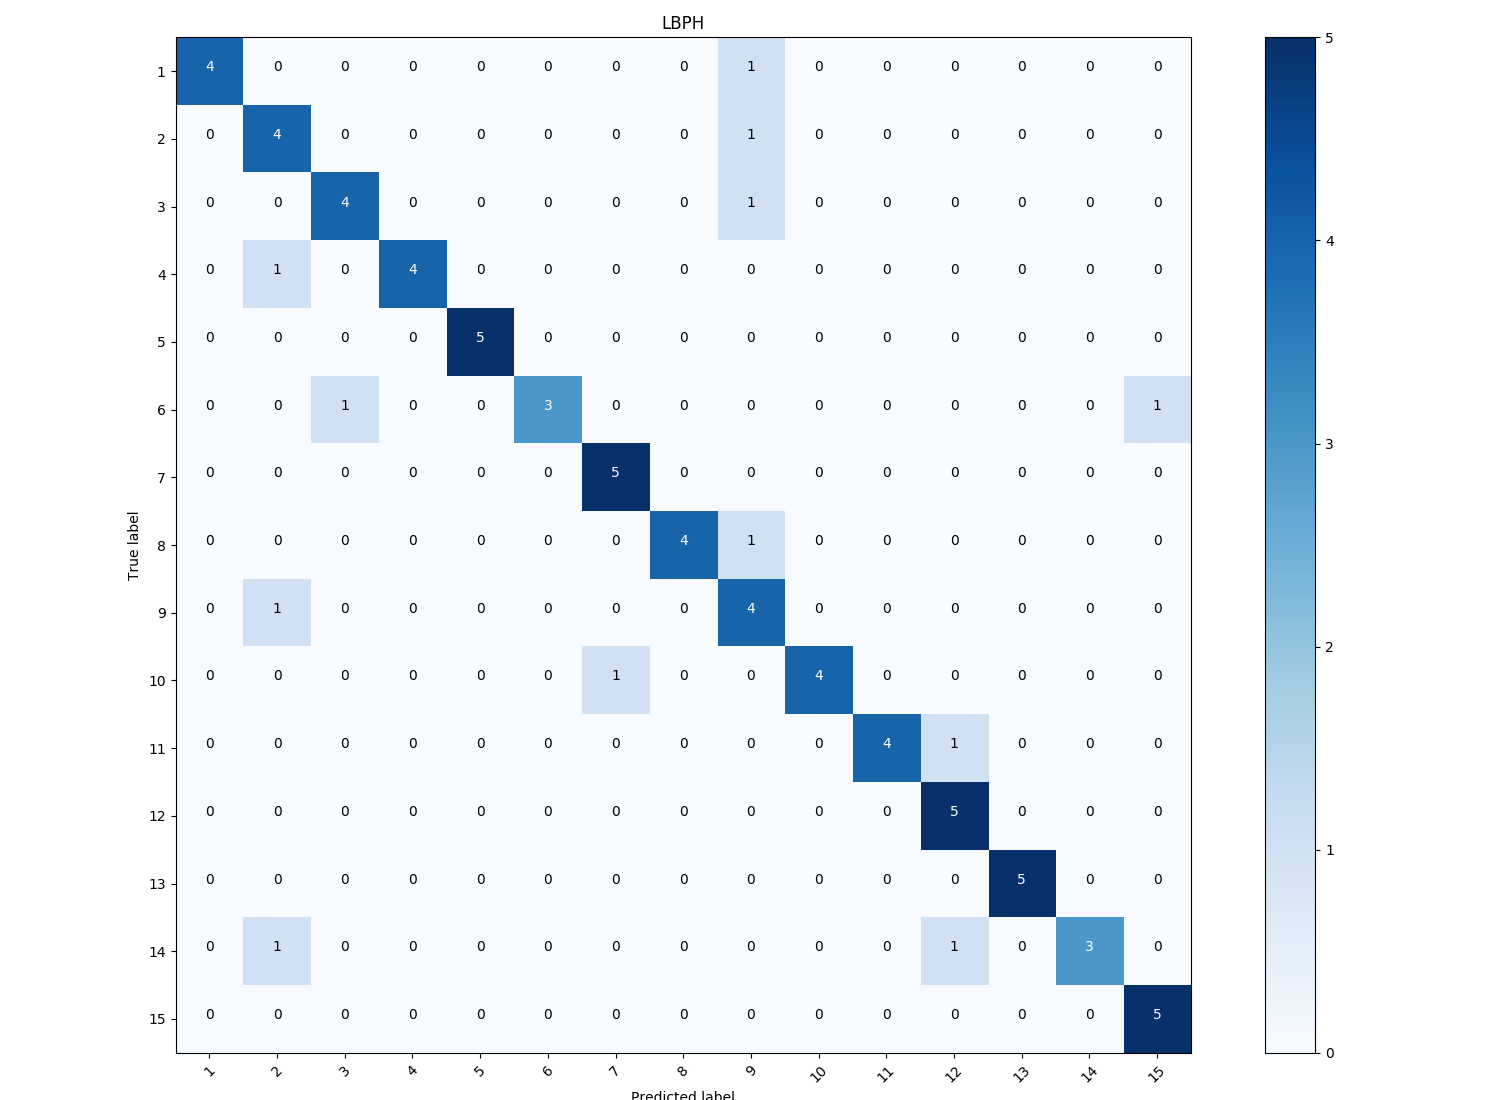 LBPH
1 4 0 0 0 0 0 0 0 1 0 0 0 0 0 0
2 0 4 0 0 0 0 0 0 1 0 0 0 0 0 0
3 0 0 4 0 0 0 0 0 1 0 0 0 0 0 0
4 0 1 0 4 0 0 0 0 0 0 0 0 0 0 0
5 0 0 0 0 5 0 0 0 0 0 0 0 0 0 0
6 0 0 1 0 0 3 0 0 0 0 0 0 0 0 1
7 0 0 0 0 0 0 5 0 0 0 0 0 0 0 0
8 0 0 0 0 0 0 0 4 1 0 0 0 0 0 0
9 0 1 0 0 0 0 0 0 4 0 0 0 0 0 0
10 0 0 0 0 0 0 1 0 0 4 0 0 0 0 0
11 0 0 0 0 0 0 0 0 0 0 4 1 0 0 0
12 0 0 0 0 0 0 0 0 0 0 0 5 0 0 0
13 0 0 0 0 0 0 0 0 0 0 0 0 5 0 0
14 0 1 0 0 0 0 0 0 0 0 0 1 0 3 0
15 0 0 0 0 0 0 0 0 0 0 0 0 0 0 5
1 2 3 4 5 6 7 8 9 10 11 12 13 14 15
True label
Predicted label
5
4
3
2
1
0